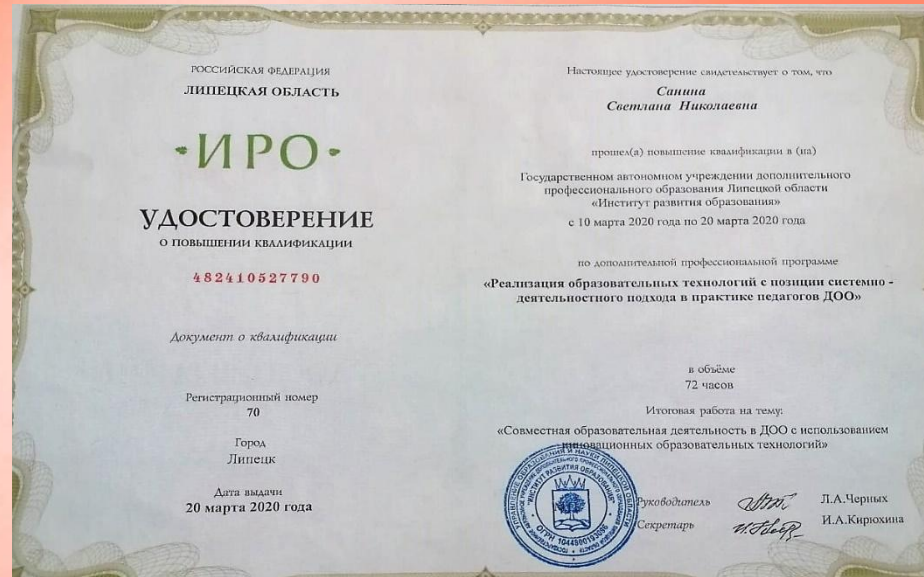 РОССИЙСКАЯ ФЕДЕРАЦИЯ
ЛИПЕЦКАЯ ОБЛАСТЬ
·ИРО·
УДОСТОВЕРЕНИЕ
О ПОВЫШЕНИИ КВАЛИФИКАЦИИ
482410527790
Документ о квалификации
Регистрационный номер
70
Город
Липецк
Дата выдачи
20 марта 2020 года
Настоящее удостоверение свидетельствует о том, что
Санина
Светлана Николаевна
прошел(а) повышение квалификации в (на)
Государственном автономном учреждении дополнительного
профессионального образования Липецкой области
«Институт развития образования»
с 10 марта 2020 года по 20 марта 2020 года
по дополнительной профессиональной программе
«Реализация образовательных технологий с позиции системно -
деятельностного подхода в практике педагогов ДОО»
в объёме
72 часов
Итоговая работа на тему:
«Совместная образовательная деятельность в ДОО с использованием
инновационных образовательных технологий»
"ИНСТИТУТ РАЗВИТИЯ ОБРАЗОВАНИЯ"
Руководитель Л.А.Черных
Секретарь И.А.Кирюхина